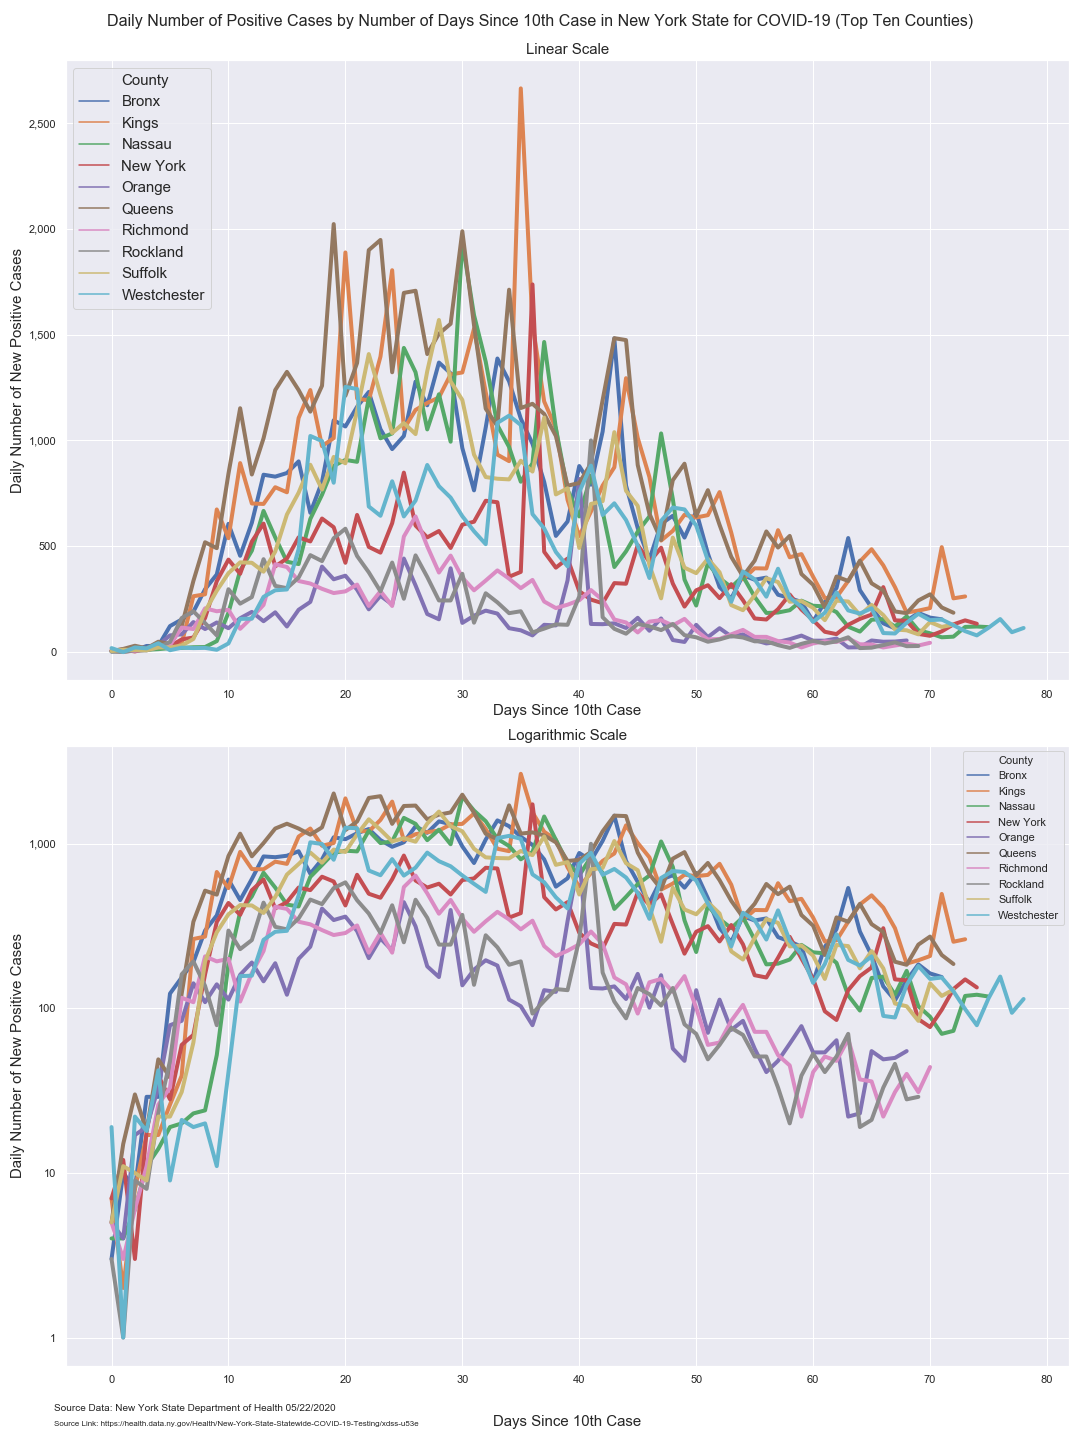 Daily Number of Positive Cases by Number of Days Since 10th Case in New York State for COVID-19 (Top Ten Counties)
Linear Scale
County
Bronx
Kings
Nassau
New York
Orange
Queens
Richmond
Rockland
Suffolk
Westchester
2,500
2,000
1,500
1,000
500
0
Daily Number of New Positive Cases
0 10 20 30 40 50 60 70 80
Days Since 10th Case
Logarithmic Scale
County
Bronx
Kings
Nassau
New York
Orange
Queens
Richmond
Rockland
Suffolk
Westchester
1,000
100
10
1
Daily Number of New Positive Cases
0 10 20 30 40 50 60 70 80
Days Since 10th Case
Source Data: New York State Department of Health 05/22/2020
Source Link: https://health.data.ny.gov/Health/New-York-State-Statewide-COVID-19-Testing/xdss-u53e